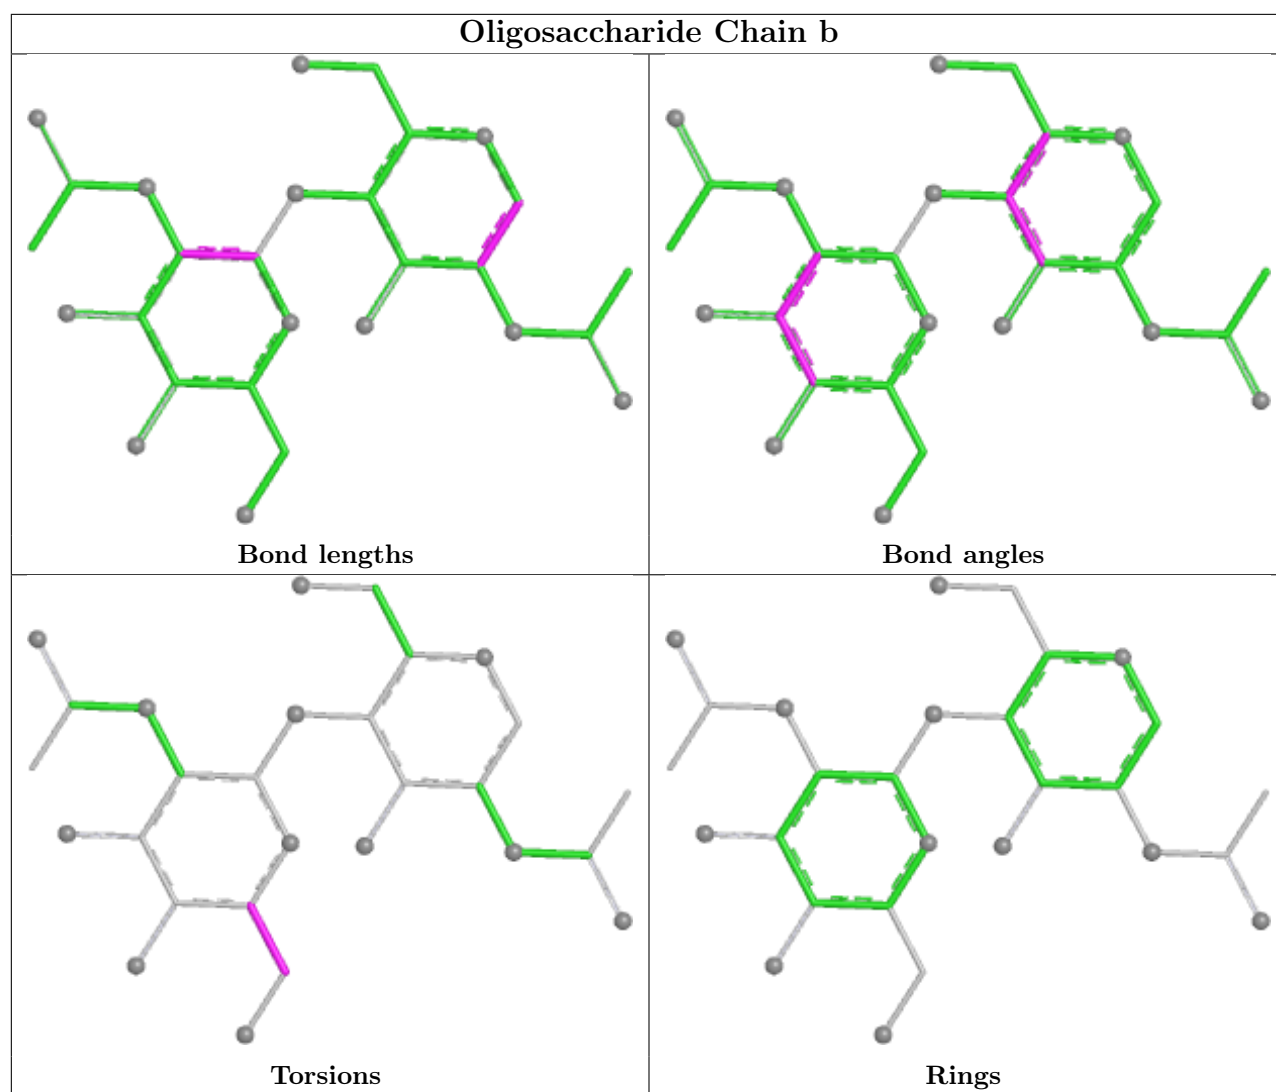 Oligosaccharide Chain b
Bond lengths
Bond angles
Torsions
Rings